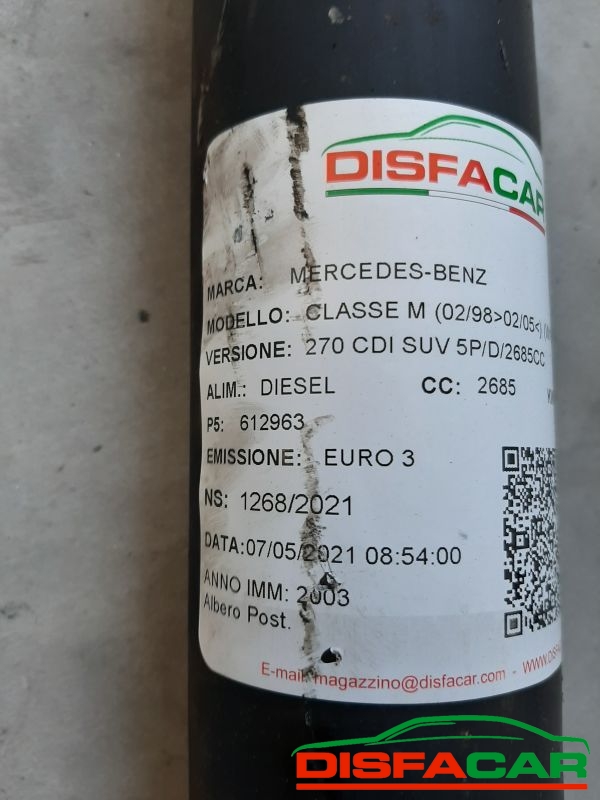 DISFACAR
MARCA: MERCEDES-BENZ
MODELLO: CLASSE M (02/98>02/05<)
VERSIONE: 270 CDI SUV 5P/D/2685CC
ALIM.: DIESEL CC: 2685
P5: 612963
EMISSIONE: EURO 3
NS: 1268/2021
DATA:07/05/2021 08:54:00
ANNO IMM: 2003
Albero Post.
E-mail: magazzino@disfacar.com - WWW.DISFA
DISFACAR